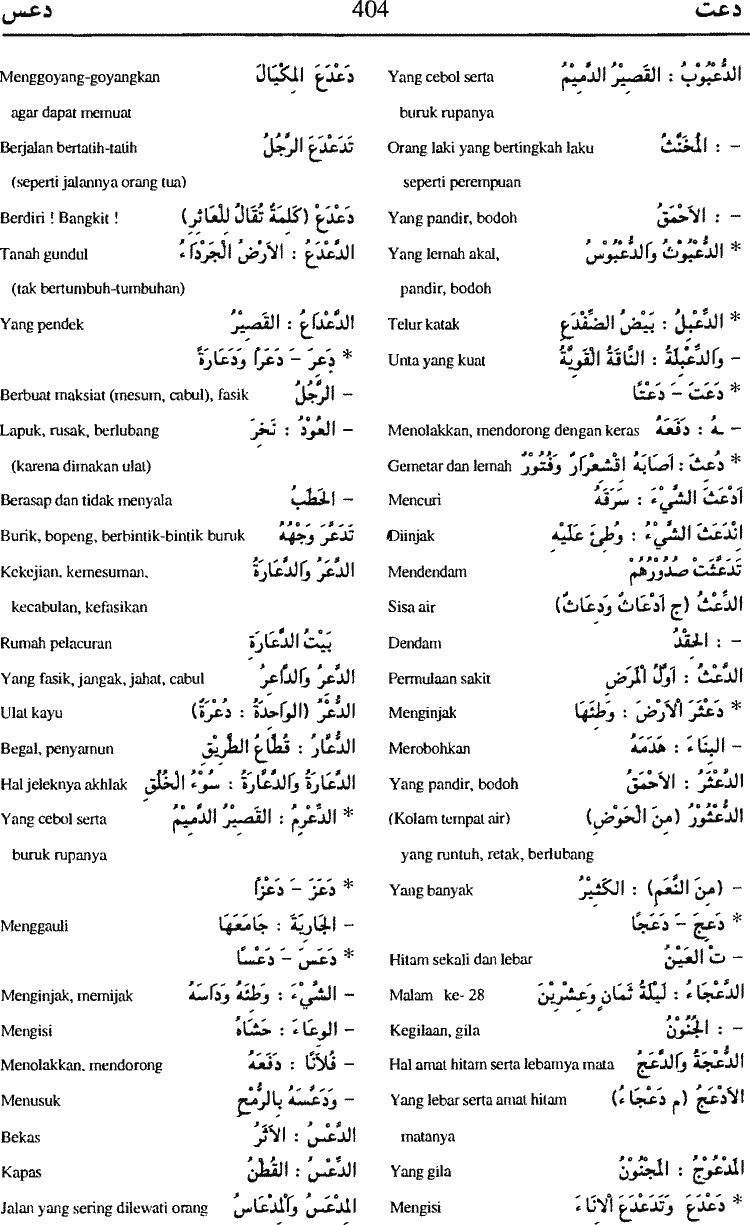 دعت 404 دعس
الدُّعْبُوْبُ : القَصِيْرُ الدَّمِيْمُ Yang cebol serta
buruk rupanya
– : المُخَنَّثُ Orang laki yang bertingkah laku
seperti perempuan
– : الاَحْمَقُ Yang pandir, bodoh
* الدُّعْبُوْثُ وَالدُّعْبُوْسُ Yang lemah akal,
pandir, bodoh
* الدِّعْبِلُ : بَيْضُ الضِّفْدَعِ Telur katak
– وَالدِّعْبِلَةُ : النَّاقَةُ القَوِيَّةُ Unta yang kuat
* دَعَتَ – دَعْتًا
– ـهُ : دَفَعَهُ Menolakkan, mendorong dengan keras
* دُعِثَ : اَصَابَهُ اقْشِعْرَارٌ وَفُتُوْرٌ Gemetar dan lemah
اَدْعَثَ الشَّيْءَ : سَرَقَهُ Mencuri
اِنْدَعَثَ الشَّيْءُ : وُطِئَ عَلَيْهِ Diinjak
تَدَعَّثَتْ صُدُوْرُهُمْ Mendendam
الدِّعْثُ (ج اَدْعَاثٌ وَدِعَاثٌ) Sisa air
– : الحِقْدُ Dendam
الدَّعْثُ : اَوَّلُ المَرَضِ Permulaan sakit
* دَعْثَرَ الاَرْضَ : وَطِئَهَا Menginjak
– البِنَاءَ : هَدَمَهُ Merobohkan
الدَّعْثَرُ : الاَحْمَقُ Yang pandir, bodoh
الدُّعْثُوْرُ (مِنَ الحَوْضِ) (Kolam tempat air)
yang runtuh, retak, berlubang
– (مِنَ النَّعَمِ) : الكَثِيْرُ Yang banyak
* دَعِجَ – دَعَجًا
– تِ العَيْنُ Hitam sekali dan lebar
الدَّعْجَاءُ : لَيْلَةُ ثَمَانٍ وَعِشْرِيْنَ Malam ke- 28
– : الجُنُوْنُ Kegilaan, gila
الدُّعْجَةُ وَالدَّعَجُ Hal amat hitam serta lebarnya mata
الاَدْعَجُ (م دَعْجَاءُ) Yang lebar serta amat hitam
matanya
المَدْعُوْجُ : المَجْنُوْنُ Yang gila
* دَعْدَعَ وَتَدَعْدَعَ الاِنَاءَ Mengisi
دَعْدَعَ المِكْيَالَ Menggoyang-goyangkan
agar dapat memuat
تَدَعْدَعَ الرَّجُلُ Berjalan bertatih-tatih
(seperti jalannya orang tua)
دَعْدَعْ (كَلِمَةٌ تُقَالُ لِلْعَاثِرِ) Berdiri ! Bangkit !
الدَّعْدَعُ : الاَرْضُ الجَرْدَاءُ Tanah gundul
(tak bertumbuh-tumbuhan)
الدَّعْدَاعُ : القَصِيْرُ Yang pendek
* دَعِرَ – دَعَرًا وَدَعَارَةً
– الرَّجُلُ Berbuat maksiat (mesum, cabul), fasik
– العُوْدُ : نَخِرَ Lapuk, rusak, berlubang
(karena dimakan ulat)
– الحَطَبُ Berasap dan tidak menyala
تَدَعَّرَ وَجْهُهُ Burik, bopeng, berbintik-bintik buruk
الدَّعَرُ وَالدَّعَارَةُ Kekejian, kemesuman,
kecabulan, kefasikan
بَيْتُ الدَّعَارَةِ Rumah pelacuran
الدَّعِرُ وَالدَّاعِرُ Yang fasik, jangak, jahat, cabul
الدُّعَرُ (الوَاحِدَةُ : دُعَرَةٌ) Ulat kayu
الدُّعَّارُ : قُطَّاعُ الطَّرِيْقِ Begal, penyamun
الدَّعَارَةُ وَالدَّعَّارَةُ : سُوْءُ الخُلُقِ Hal jeleknya akhlak
* الدِّعْرِمُ : القَصِيْرُ الدَّمِيْمُ Yang cebol serta
buruk rupanya
* دَعَزَ – دَعْزًا
– الجَارِيَةَ : جَامَعَهَا Menggauli
* دَعَسَ – دَعْسًا
– الشَّيْءَ : وَطِئَهُ وَدَاسَهُ Menginjak, memijak
– الوِعَاءَ : حَشَاهُ Mengisi
– فُلاَنًا : دَفَعَهُ Menolakkan, mendorong
– وَدَعَّسَهُ بِالرُّمْحِ Menusuk
الدَّعْسُ : الاَثَرُ Bekas
الدِّعْسُ : القُطْنُ Kapas
المِدْعَسُ وَالمِدْعَاسُ Jalan yang sering dilewati orang